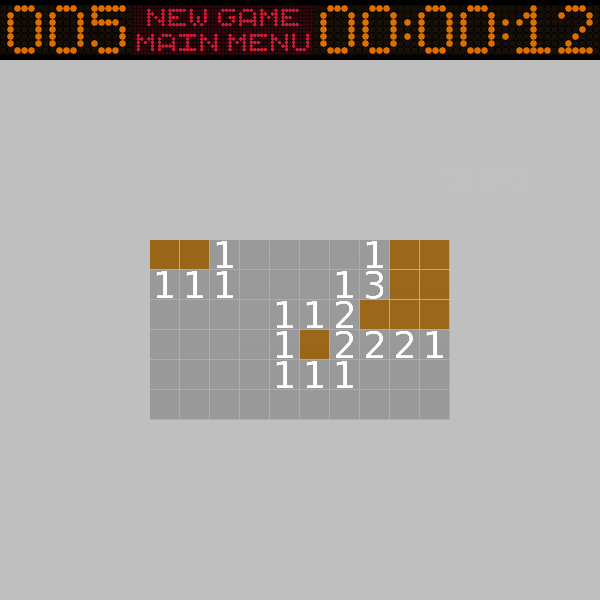 005 NEW GAME 00:00:12
MAIN MENU
1 1
1 1 1 1 3
1 1 2
1 2 2 2 1
1 1 1